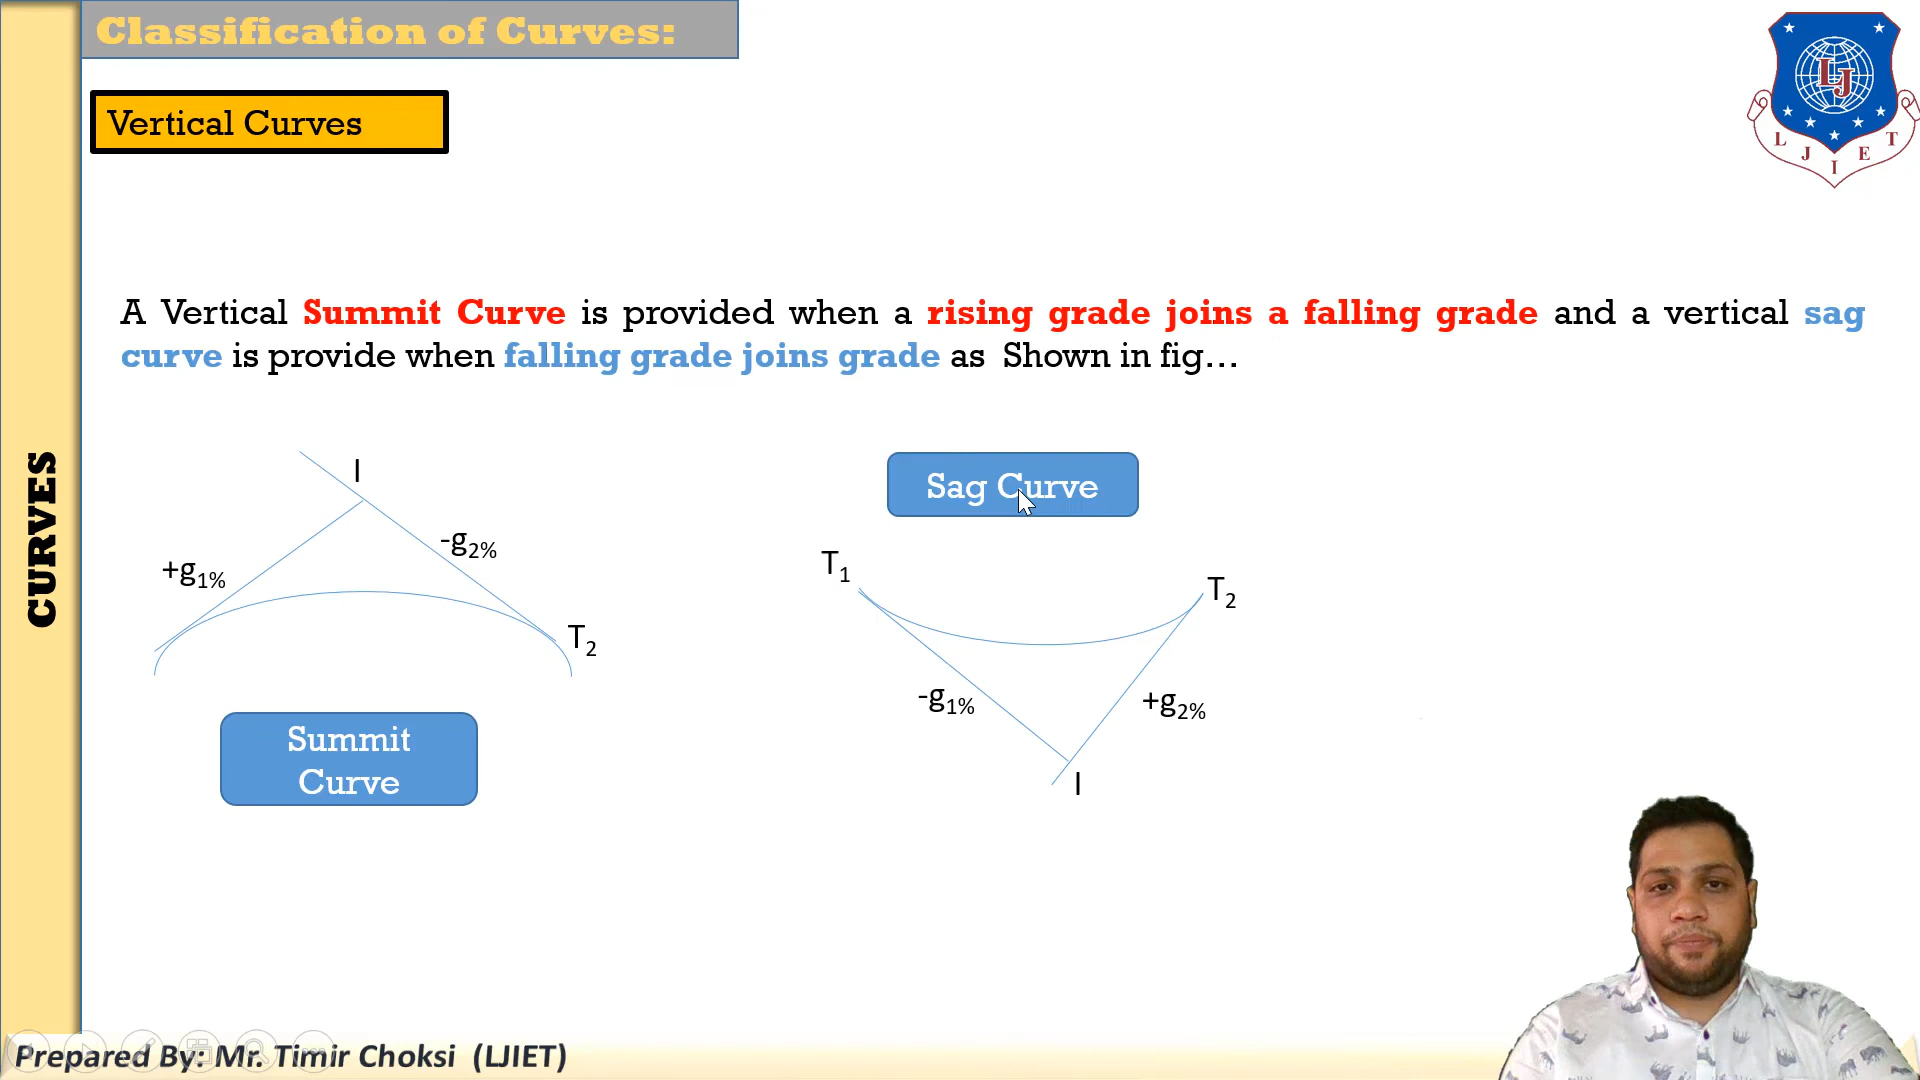 Classification of Curves:
Vertical Curves
L J I E T
LJ
A Vertical Summit Curve is provided when a rising grade joins a falling grade and a vertical sag
curve is provide when falling grade joins grade as Shown in fig...
I
Sag Curve
-g2%
+g1%
T1
T2
T2
-g1%
+g2%
Summit
Curve
I
CURVES
Prepared By: Mr. Timir Choksi (LJIET)